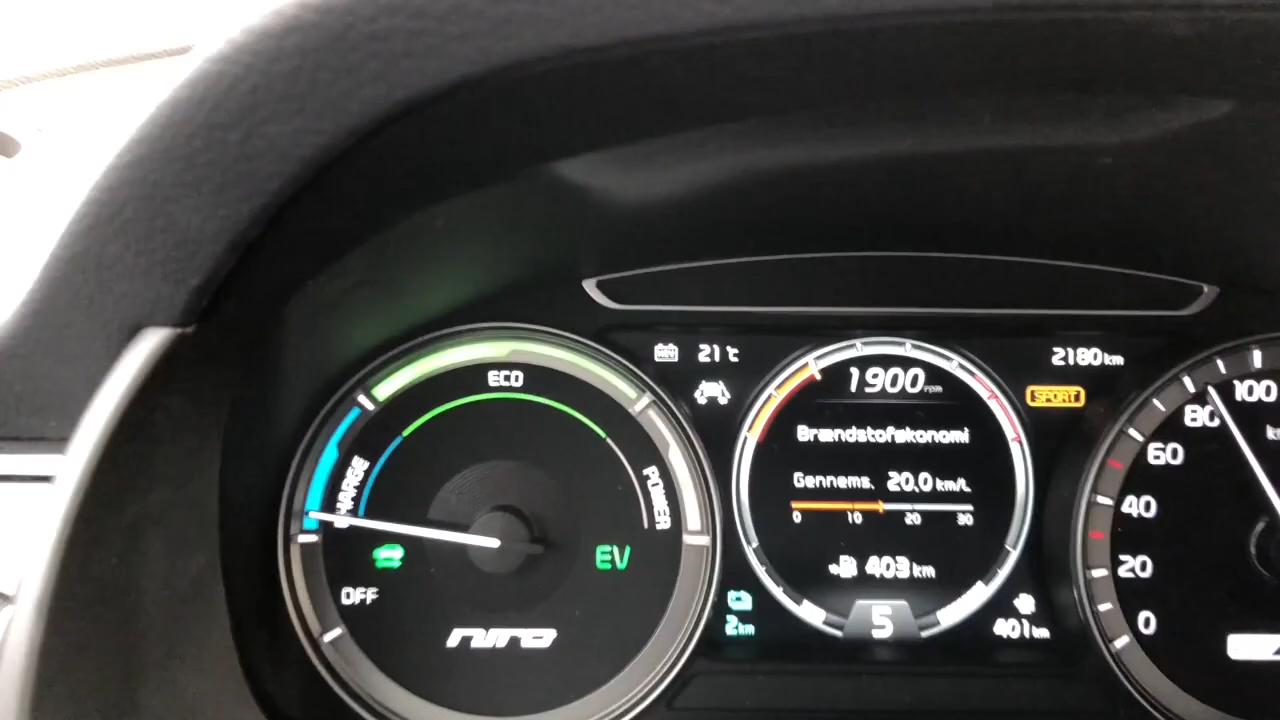 ECO
CHARGE
POWER
EV
OFF
niro
HEV
21 °C
2180 km
SPORT
1900 rpm
Brændstoføkonomi
Gennems. 20.0 km/L
0 10 20 30
403 km
5
2 km
401 km
100
80
60
40
20
0